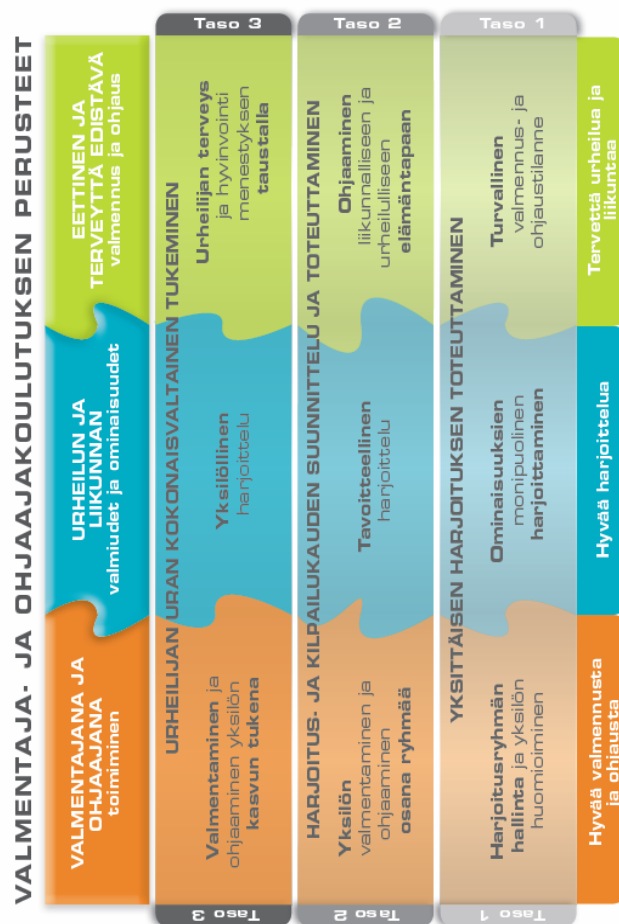 VALMENTAJA- JA OHJAAJAKOULUTUKSEN PERUSTEET
VALMENTAJANA JA
OHJAAJANA
toimiminen
URHEILUN JA
LIIKUNNAN
valmiudet ja ominaisuudet
EETTINEN JA
TERVEYTTÄ EDISTÄVÄ
valmennus ja ohjaus
Taso 3
URHEILIJAN URAN KOKONAISVALTAINEN TUKEMINEN
Taso 3
Valmentaminen ja
ohjaaminen yksilön
kasvun tukena
Yksilöllinen
harjoittelu
Urheilijan terveys
ja hyvinvointi
menestyksen
taustalla
Taso 2
HARJOITUS- JA KILPAILUKAUDEN SUUNNITTELU JA TOTEUTTAMINEN
Taso 2
Yksilön
valmentaminen ja
ohjaaminen
osana ryhmää
Tavoitteellinen
harjoittelu
Ohjaaminen
liikunnalliseen ja
urheilulliseen
elämäntapaan
Taso 1
YKSITTÄISEN HARJOITUKSEN TOTEUTTAMINEN
Taso 1
Harjoitusryhmän
hallinta ja yksilön
huomioiminen
Ominaisuuksien
monipuolinen
harjoittaminen
Turvallinen
valmennus- ja
ohjaustilanne
Hyvää valmennusta
ja ohjausta
Hyvää harjoittelua
Tervettä urheilua ja
liikuntaa